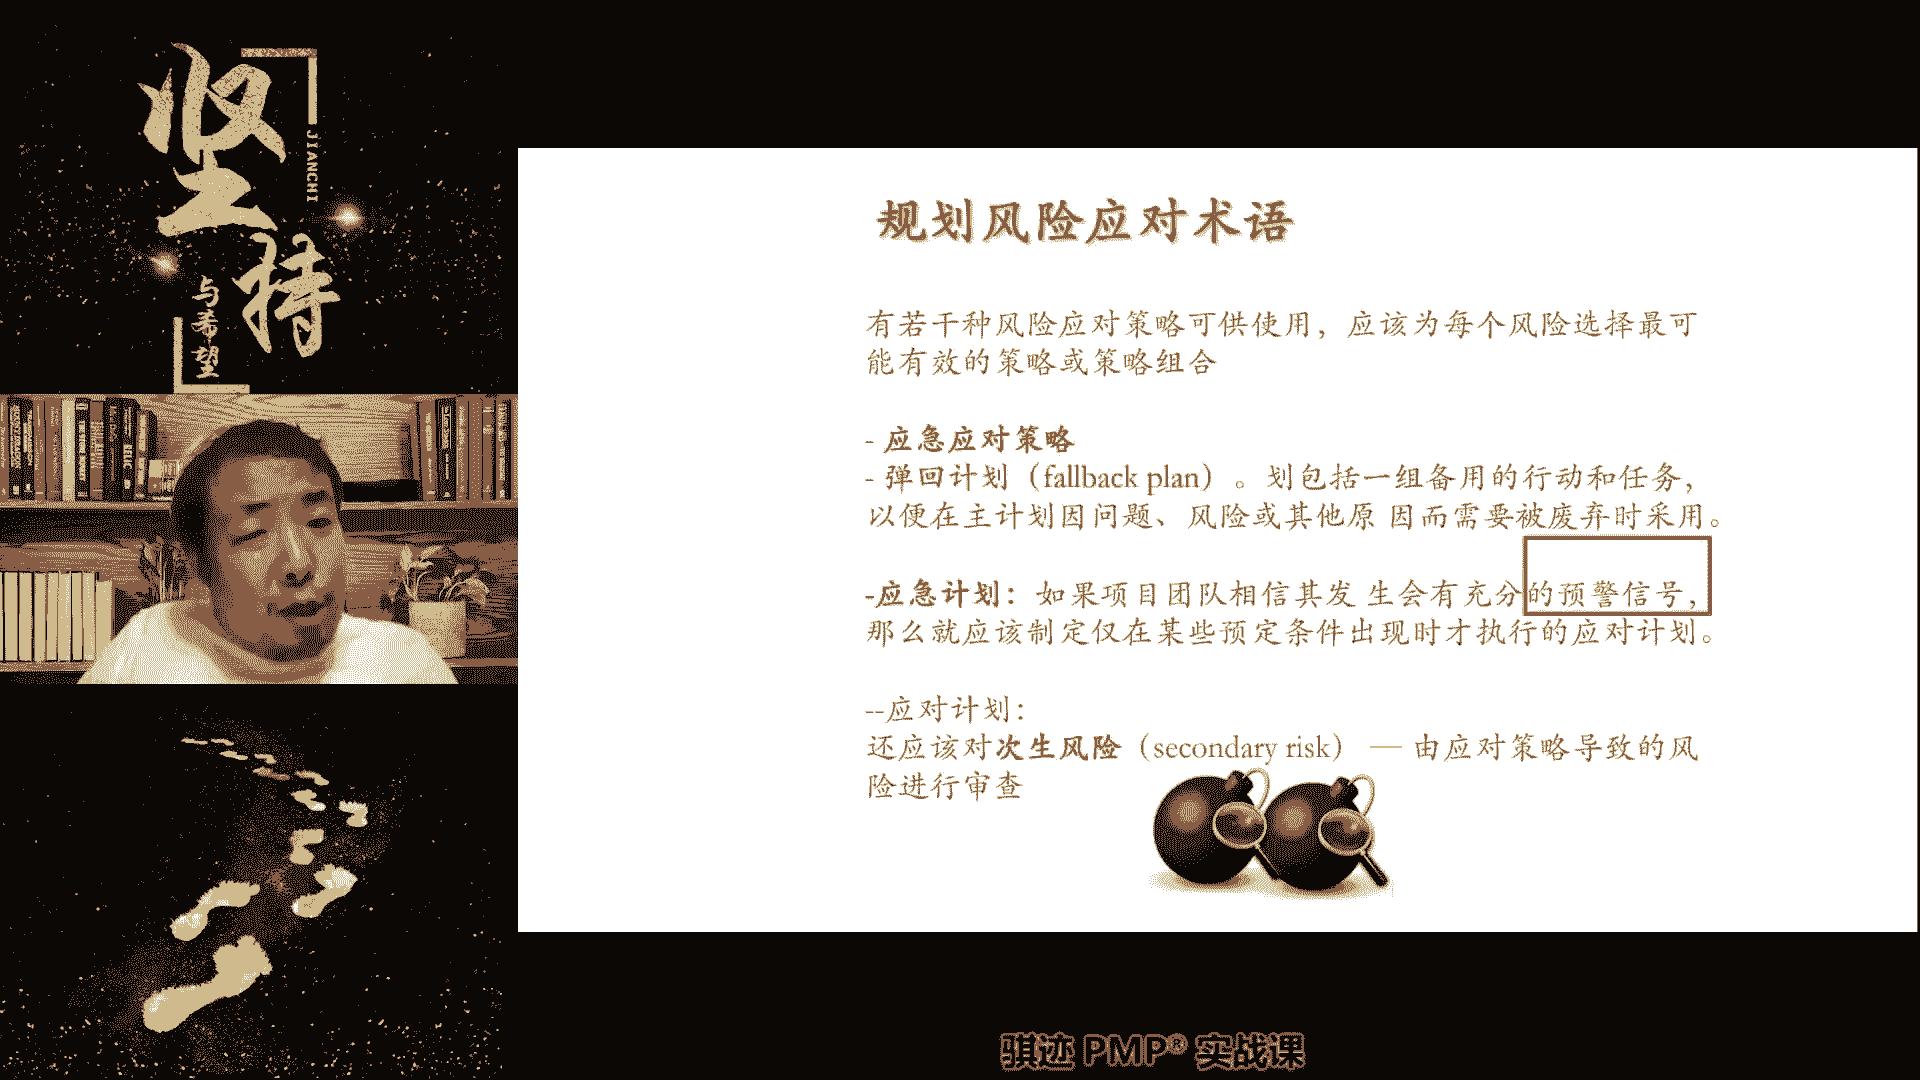 坚持
JIANCHI
与希望
规划风险应对术语
有若干种风险应对策略可供使用，应该为每个风险选择最可
能有效的策略或策略组合
- 应急应对策略
- 弹回计划（fallback plan）。划包括一组备用的行动和任务，
以便在主计划因问题、风险或其他原 因而需要被废弃时采用。
-应急计划：如果项目团队相信其发 生会有充分的预警信号，
那么就应该制定仅在某些预定条件出现时才执行的应对计划。
--应对计划：
还应该对次生风险（secondary risk） — 由应对策略导致的风
险进行审查
骐迹 PMP® 实战课